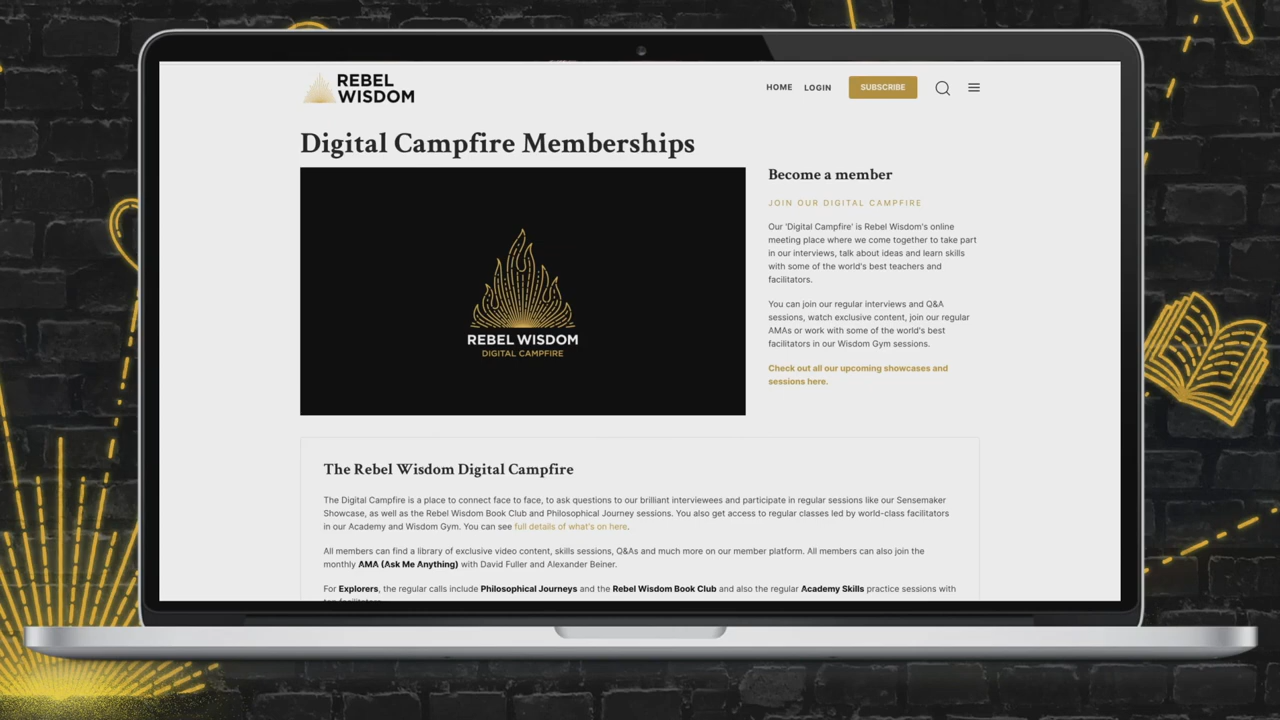 REBEL
WISDOM
HOME
LOGIN
SUBSCRIBE
Digital Campfire Memberships
REBEL WISDOM
DIGITAL CAMPFIRE
Become a member
JOIN OUR DIGITAL CAMPFIRE
Our 'Digital Campfire' is Rebel Wisdom's online
meeting place where we come together to take part
in our interviews, talk about ideas and learn skills
with some of the world's best teachers and
facilitators.
You can join our regular interviews and Q&A
sessions, watch exclusive content, join our regular
AMAs or work with some of the world's best
facilitators in our Wisdom Gym sessions.
Check out all our upcoming showcases and
sessions here.
The Rebel Wisdom Digital Campfire
The Digital Campfire is a place to connect face to face, to ask questions to our brilliant interviewees and participate in regular sessions like our Sensemaker
Showcase, as well as the Rebel Wisdom Book Club and Philosophical Journey sessions. You also get access to regular classes led by world-class facilitators
in our Academy and Wisdom Gym. You can see full details of what's on here.
All members can find a library of exclusive video content, skills sessions, Q&As and much more on our member platform. All members can also join the
monthly AMA (Ask Me Anything) with David Fuller and Alexander Beiner.
For Explorers, the regular calls include Philosophical Journeys and the Rebel Wisdom Book Club and also the regular Academy Skills practice sessions with